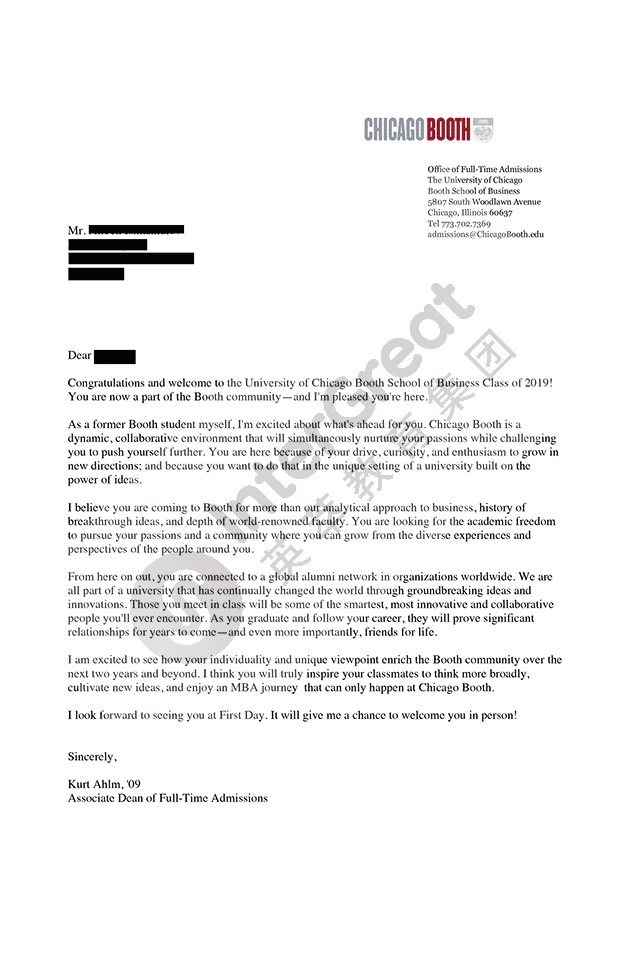 CHICAGO BOOTH
Office of Full-Time Admissions
The University of Chicago
Booth School of Business
5807 South Woodlawn Avenue
Chicago, Illinois 60637
Tel 773.702.7369
admissions@ChicagoBooth.edu
Mr.
Dear
Congratulations and welcome to the University of Chicago Booth School of Business Class of 2019!
You are now a part of the Booth community—and I'm pleased you're here.
As a former Booth student myself, I'm excited about what's ahead for you. Chicago Booth is a
dynamic, collaborative environment that will simultaneously nurture your passions while challenging
you to push yourself further. You are here because of your drive, curiosity, and enthusiasm to grow in
new directions; and because you want to do that in the unique setting of a university built on the
power of ideas.
I believe you are coming to Booth for more than our analytical approach to business, history of
breakthrough ideas, and depth of world-renowned faculty. You are looking for the academic freedom
to pursue your passions and a community where you can grow from the diverse experiences and
perspectives of the people around you.
From here on out, you are connected to a global alumni network in organizations worldwide. We are
all part of a university that has continually changed the world through groundbreaking ideas and
innovations. Those you meet in class will be some of the smartest, most innovative and collaborative
people you'll ever encounter. As you graduate and follow your career, they will prove significant
relationships for years to come—and even more importantly, friends for life.
I am excited to see how your individuality and unique viewpoint enrich the Booth community over the
next two years and beyond. I think you will truly inspire your classmates to think more broadly,
cultivate new ideas, and enjoy an MBA journey  that can only happen at Chicago Booth.
I look forward to seeing you at First Day. It will give me a chance to welcome you in person!
Sincerely,
Kurt Ahlm, '09
Associate Dean of Full-Time Admissions
InterGreat
英萃教育集团